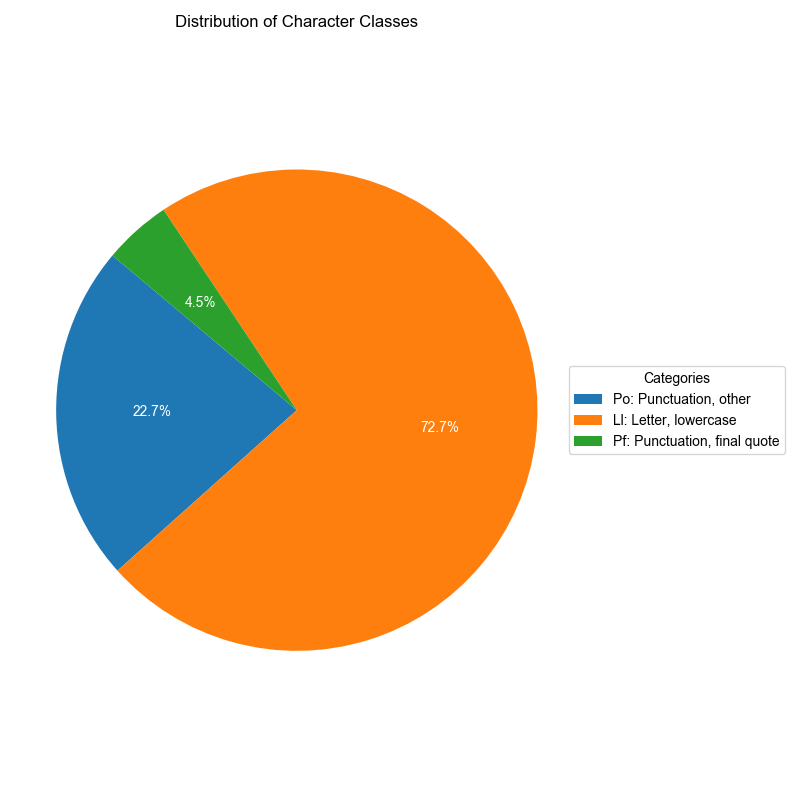 Distribution of Character Classes
4.5%
22.7%
72.7%
Categories
Po: Punctuation, other
Ll: Letter, lowercase
Pf: Punctuation, final quote